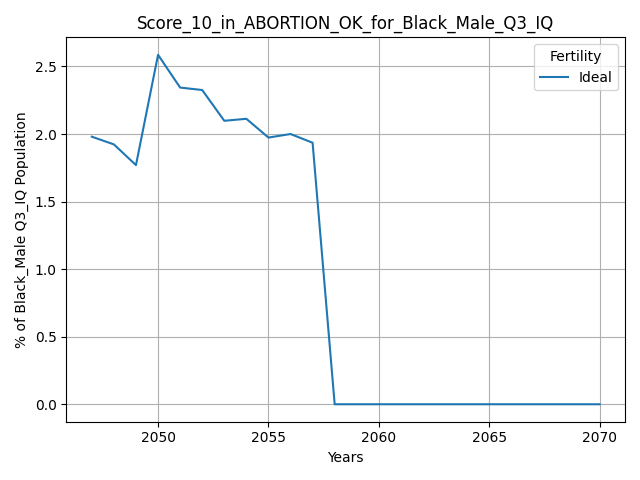 Score_10_in_ABORTION_OK_for_Black_Male_Q3_IQ
Fertility
Ideal
% of Black_Male Q3_IQ Population
2.5
2.0
1.5
1.0
0.5
0.0
2050 2055 2060 2065 2070
Years